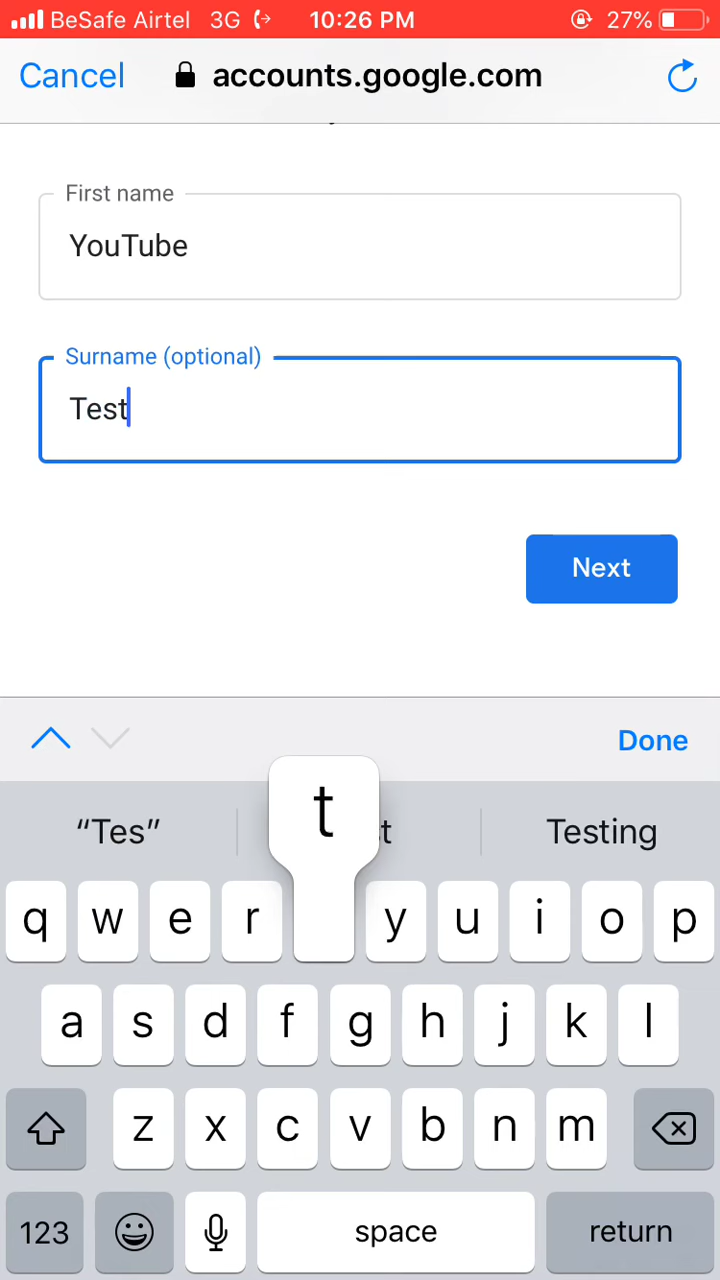 BeSafe Airtel 3G 10:26 PM 27%
Cancel accounts.google.com
First name
YouTube
Surname (optional)
Test
Next
Done
“Tes” t Testing
t
q w e r y u i o p
a s d f g h j k l
z x c v b n m
123 space return